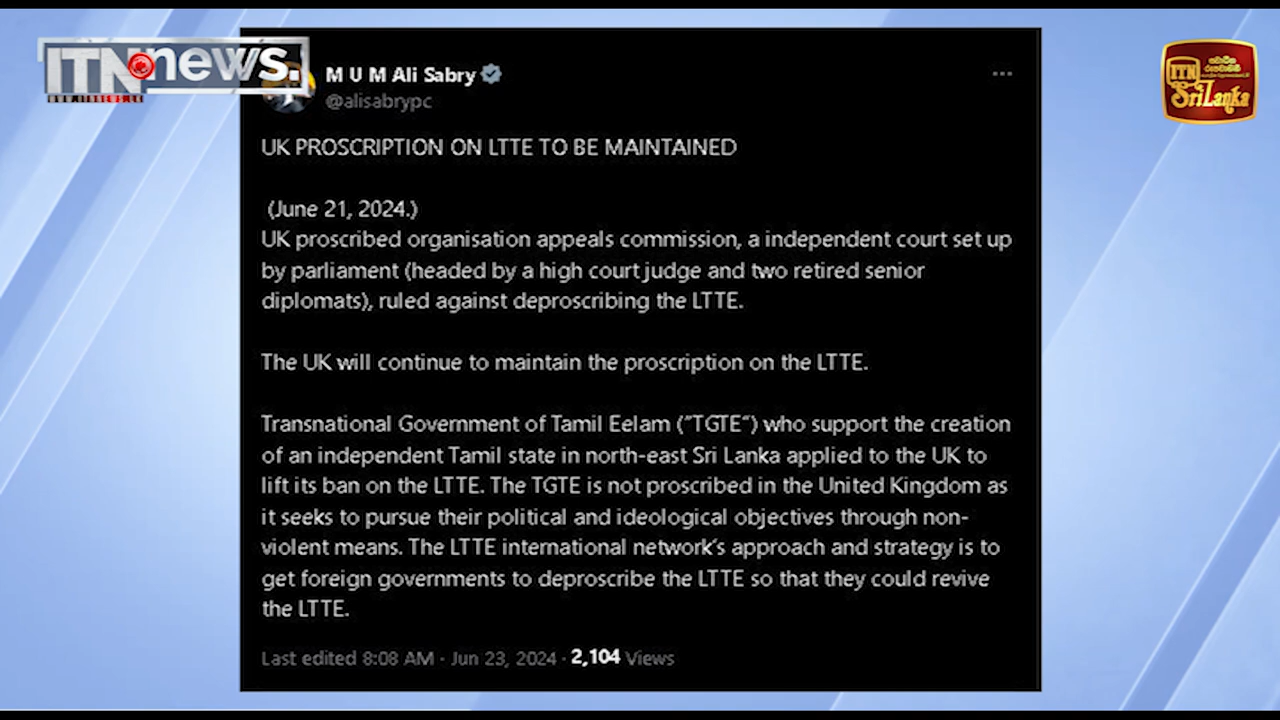 ITN news.
WWW.ITNNEWS.LK
ITN
SriLanka
M U M Ali Sabry
@alisabrypc
UK PROSCRIPTION ON LTTE TO BE MAINTAINED
(June 21, 2024.)
UK proscribed organisation appeals commission, a independent court set up
by parliament (headed by a high court judge and two retired senior
diplomats), ruled against deproscribing the LTTE.
The UK will continue to maintain the proscription on the LTTE.
Transnational Government of Tamil Eelam ("TGTE") who support the creation
of an independent Tamil state in north-east Sri Lanka applied to the UK to
lift its ban on the LTTE. The TGTE is not proscribed in the United Kingdom as
it seeks to pursue their political and ideological objectives through non-
violent means. The LTTE international network's approach and strategy is to
get foreign governments to deproscribe the LTTE so that they could revive
the LTTE.
Last edited 8:08 AM · Jun 23, 2024 · 2,104 Views